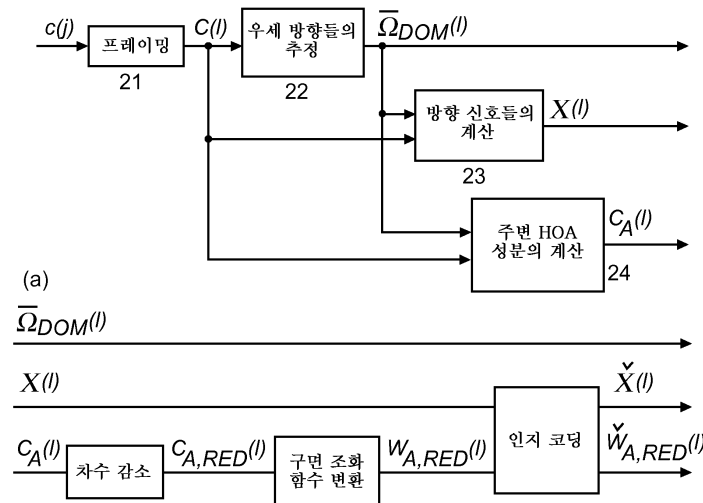 c(j)
프레이밍
21
C(l)
우세 방향들의
추정
22
Ω̅DOM(l)
방향 신호들의
계산
23
X(l)
주변 HOA
성분의 계산
24
CA(l)
(a)
Ω̅DOM(l)
X(l)
X̌(l)
CA(l)
차수 감소
CA,RED(l)
구면 조화
함수 변환
WA,RED(l)
인지 코딩
W̌A,RED(l)